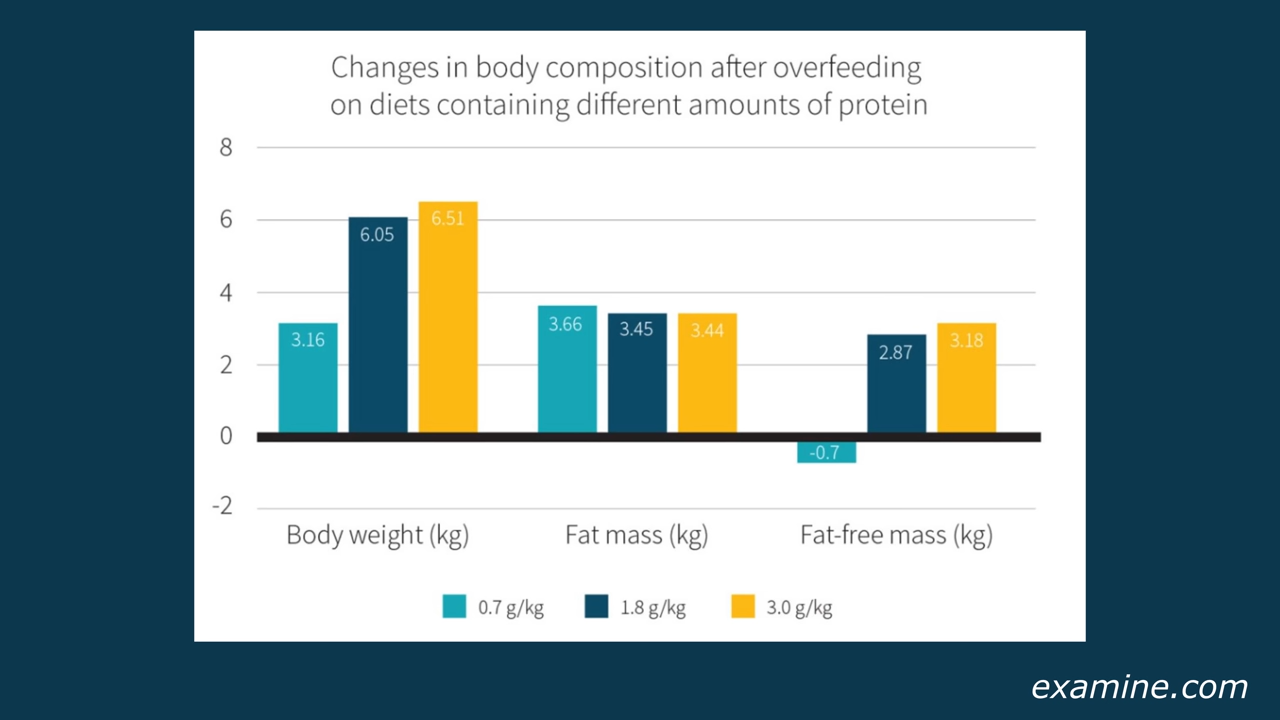 Changes in body composition after overfeeding
on diets containing different amounts of protein
8
6
4
2
0
-2
3.16
6.05
6.51
3.66
3.45
3.44
-0.7
2.87
3.18
Body weight (kg)
Fat mass (kg)
Fat-free mass (kg)
0.7 g/kg
1.8 g/kg
3.0 g/kg
examine.com